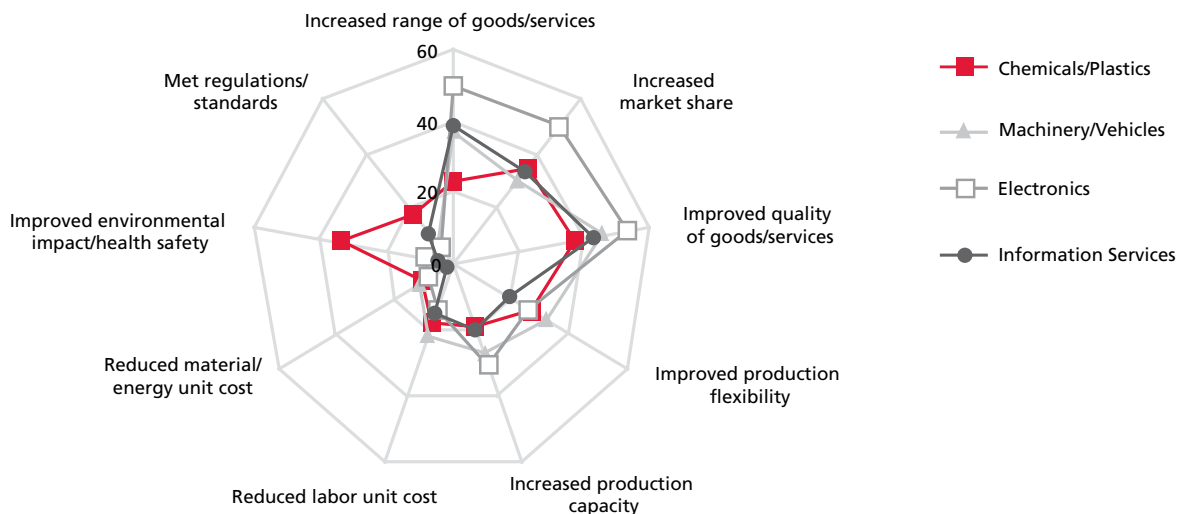 Increased range of goods/services
60
40
20
0
Increased
market share
Improved quality
of goods/services
Improved production
flexibility
Increased production
capacity
Reduced labor unit cost
Reduced material/
energy unit cost
Improved environmental
impact/health safety
Met regulations/
standards
Chemicals/Plastics
Machinery/Vehicles
Electronics
Information Services